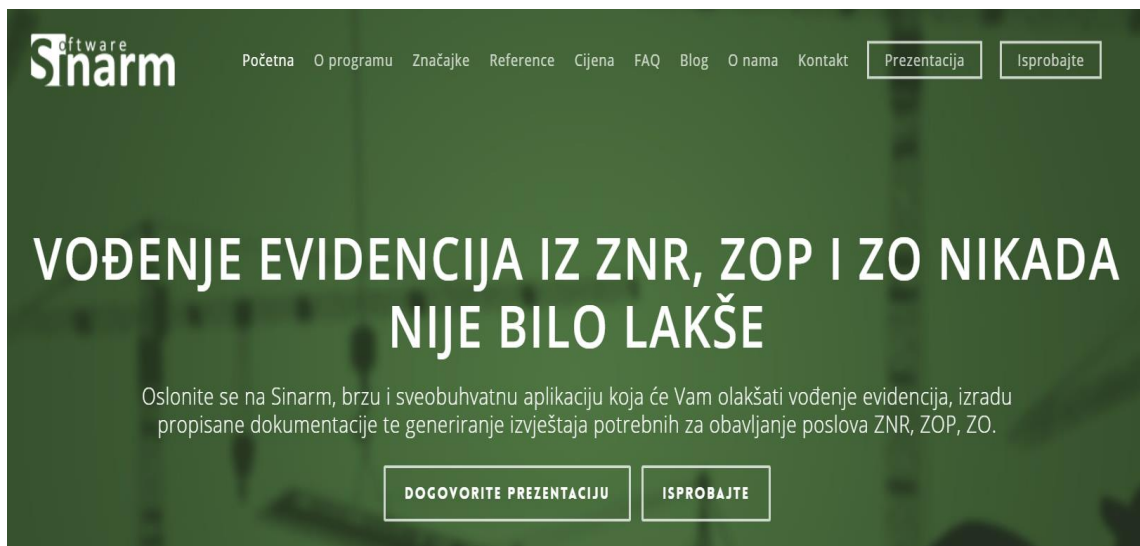 Software
Sinarm
Početna O programu Značajke Reference Cijena FAQ Blog O nama Kontakt Prezentacija Isprobajte
VOĐENJE EVIDENCIJA IZ ZNR, ZOP I ZO NIKADA
NIJE BILO LAKŠE
Oslonite se na Sinarm, brzu i sveobuhvatnu aplikaciju koja će Vam olakšati vođenje evidencija, izradu
propisane dokumentacije te generiranje izvještaja potrebnih za obavljanje poslova ZNR, ZOP, ZO.
DOGOVORITE PREZENTACIJU ISPROBAJTE